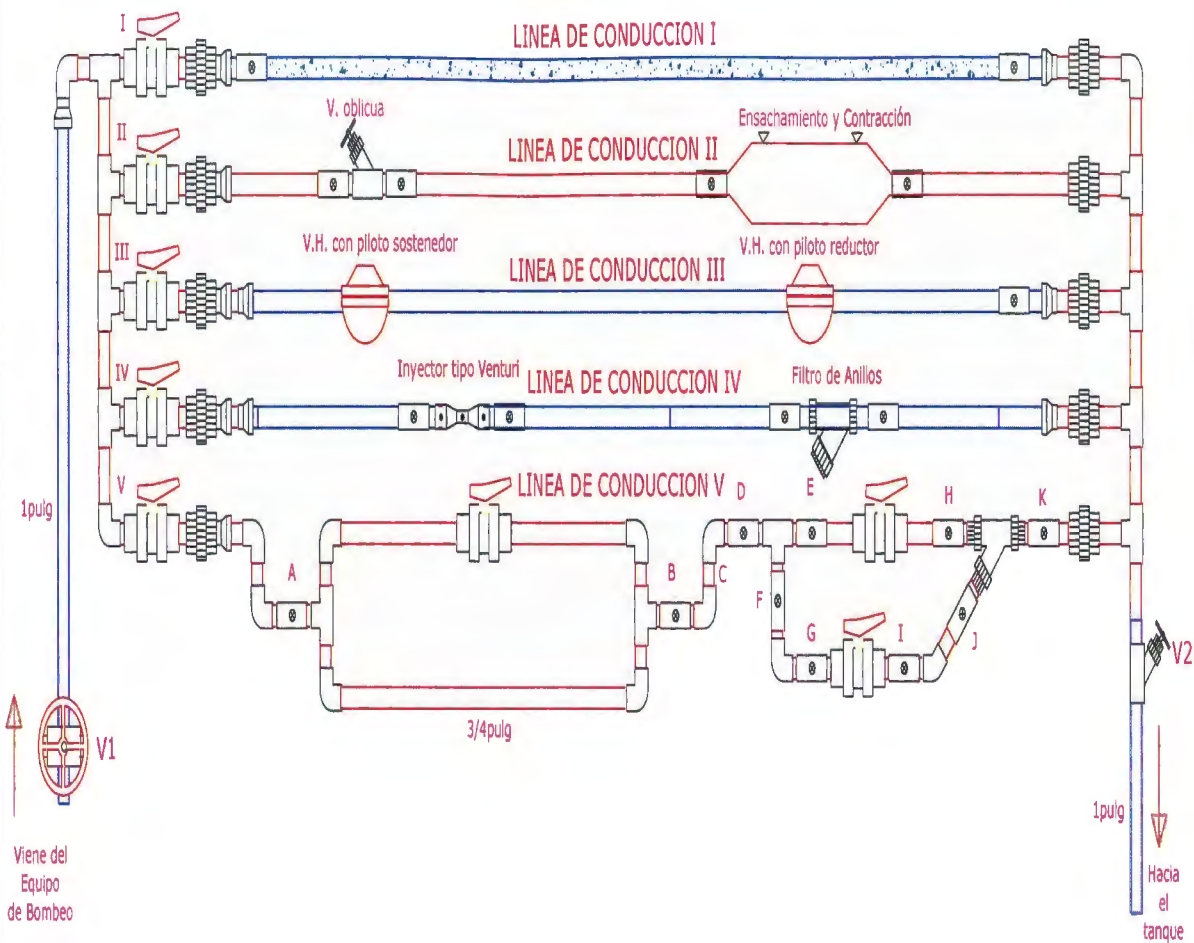 I
LINEA DE CONDUCCION I
II
V. oblicua
LINEA DE CONDUCCION II
Ensachamiento y Contracción
III
V.H. con piloto sostenedor
LINEA DE CONDUCCION III
V.H. con piloto reductor
IV
Inyector tipo Venturi
LINEA DE CONDUCCION IV
Filtro de Anillos
V
LINEA DE CONDUCCION V
1pulg
A
B
C
D
E
F
G
H
I
J
K
3/4pulg
V1
V2
1pulg
Viene del
Equipo
de Bombeo
Hacia
el
tanque